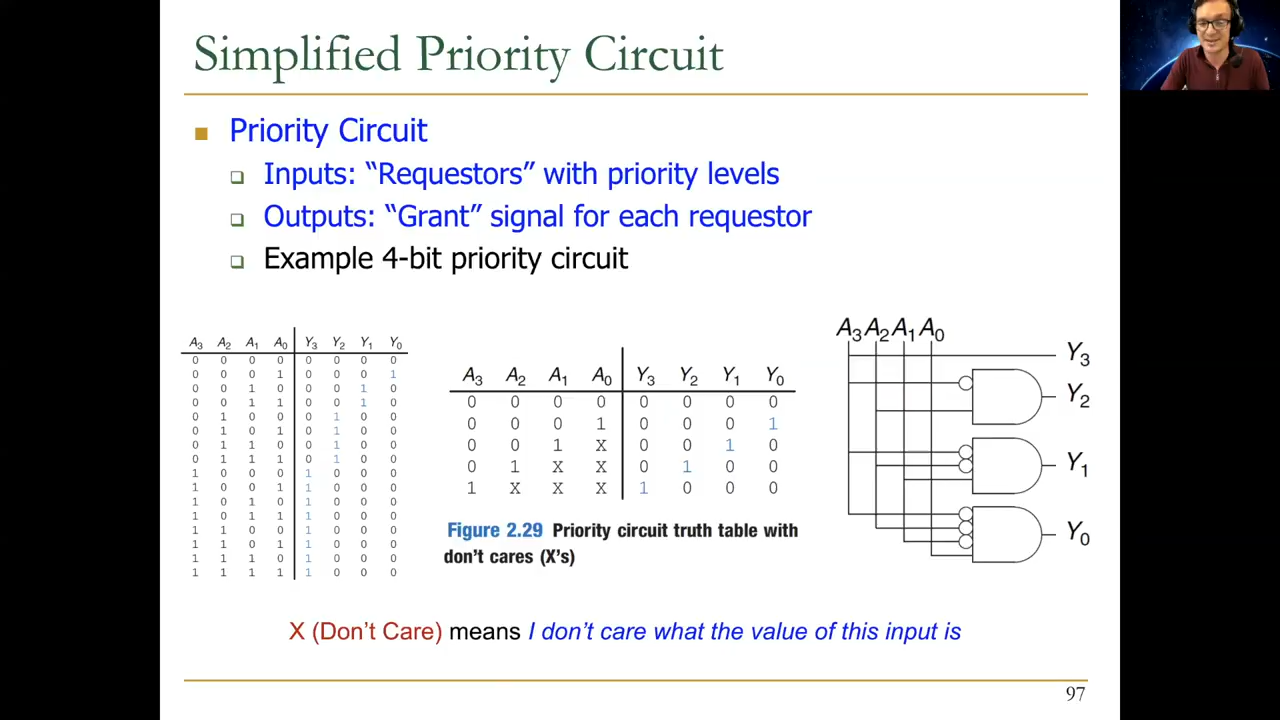 Simplified Priority Circuit
Priority Circuit
Inputs: “Requestors” with priority levels
Outputs: “Grant” signal for each requestor
Example 4-bit priority circuit
A3 A2 A1 A0 Y3 Y2 Y1 Y0
0 0 0 0 0 0 0 0
0 0 0 1 0 0 0 1
0 0 1 0 0 0 1 0
0 0 1 1 0 0 1 0
0 1 0 0 0 1 0 0
0 1 0 1 0 1 0 0
0 1 1 0 0 1 0 0
0 1 1 1 0 1 0 0
1 0 0 0 1 0 0 0
1 0 0 1 1 0 0 0
1 0 1 0 1 0 0 0
1 0 1 1 1 0 0 0
1 1 0 0 1 0 0 0
1 1 0 1 1 0 0 0
1 1 1 0 1 0 0 0
1 1 1 1 1 0 0 0
A3 A2 A1 A0 Y3 Y2 Y1 Y0
0 0 0 0 0 0 0 0
0 0 0 1 0 0 0 1
0 0 1 X 0 0 1 0
0 1 X X 0 1 0 0
1 X X X 1 0 0 0
Figure 2.29 Priority circuit truth table with
don’t cares (X’s)
A3 A2 A1 A0
Y3
Y2
Y1
Y0
X (Don’t Care) means I don’t care what the value of this input is
97